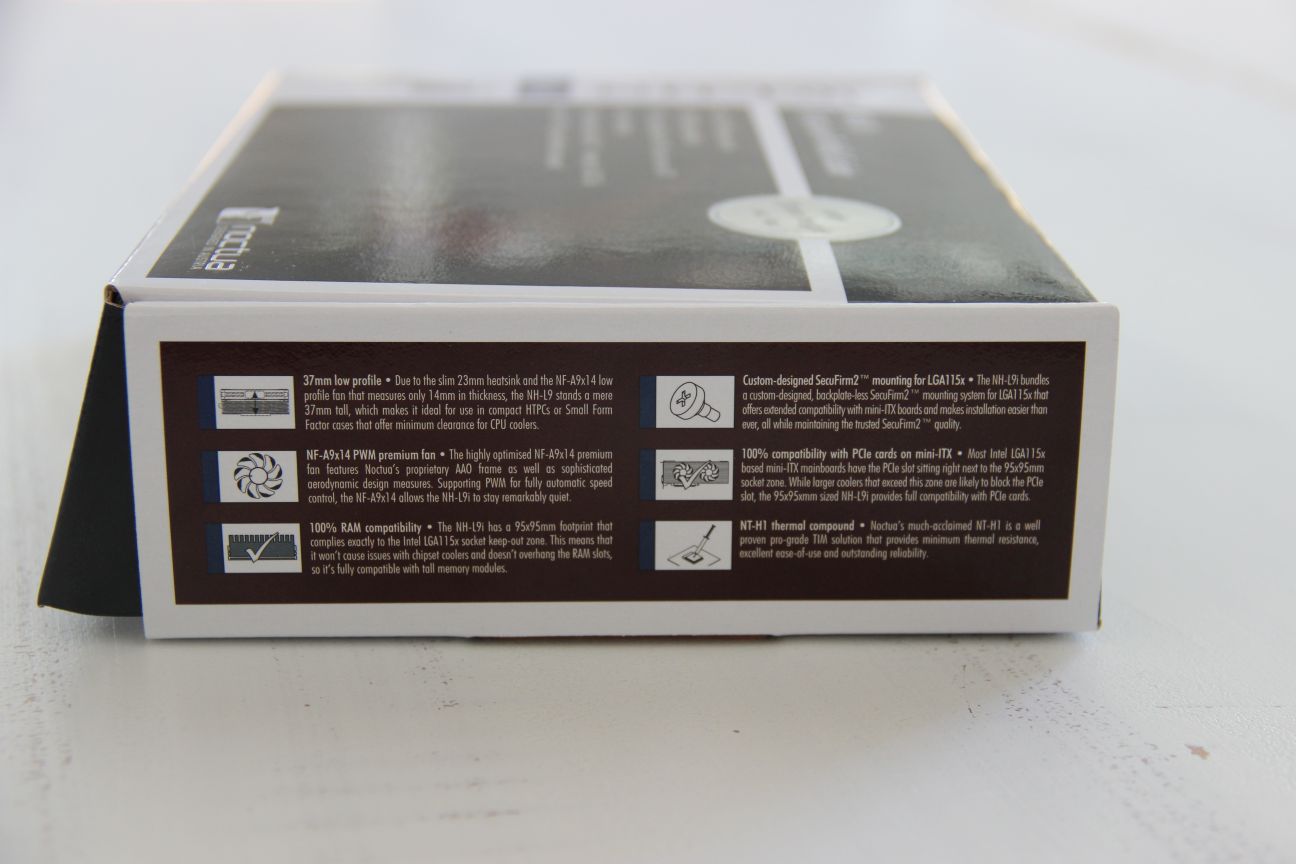 noctua
37mm low profile • Due to the slim 23mm heatsink and the NF-A9x14 low
profile fan that measures only 14mm in thickness, the NH-L9 stands a mere
37mm tall, which makes it ideal for use in compact HTPCs or Small Form
Factor cases that offer minimum clearance for CPU coolers.
NF-A9x14 PWM premium fan • The highly optimised NF-A9x14 premium
fan features Noctua's proprietary AAO frame as well as sophisticated
aerodynamic design measures. Supporting PWM for fully automatic speed
control, the NF-A9x14 allows the NH-L9i to stay remarkably quiet.
100% RAM compatibility • The NH-L9i has a 95x95mm footprint that
complies exactly to the Intel LGA115x socket keep-out zone. This means that
it won't cause issues with chipset coolers and doesn't overhang the RAM slots,
so it's fully compatible with tall memory modules.
Custom-designed SecuFirm2™ mounting for LGA115x • The NH-L9i bundles
a custom-designed, backplate-less SecuFirm2™ mounting system for LGA115x that
offers extended compatibility with mini-ITX boards and makes installation easier than
ever, all while maintaining the trusted SecuFirm2™ quality.
100% compatibility with PCIe cards on mini-ITX • Most Intel LGA115x
based mini-ITX mainboards have the PCIe slot sitting right next to the 95x95mm
socket zone. While larger coolers that exceed this zone are likely to block the PCIe
slot, the 95x95xmm sized NH-L9i provides full compatibility with PCIe cards.
NT-H1 thermal compound • Noctua's much-acclaimed NT-H1 is a well
proven pro-grade TIM solution that provides minimum thermal resistance,
excellent ease-of-use and outstanding reliability.